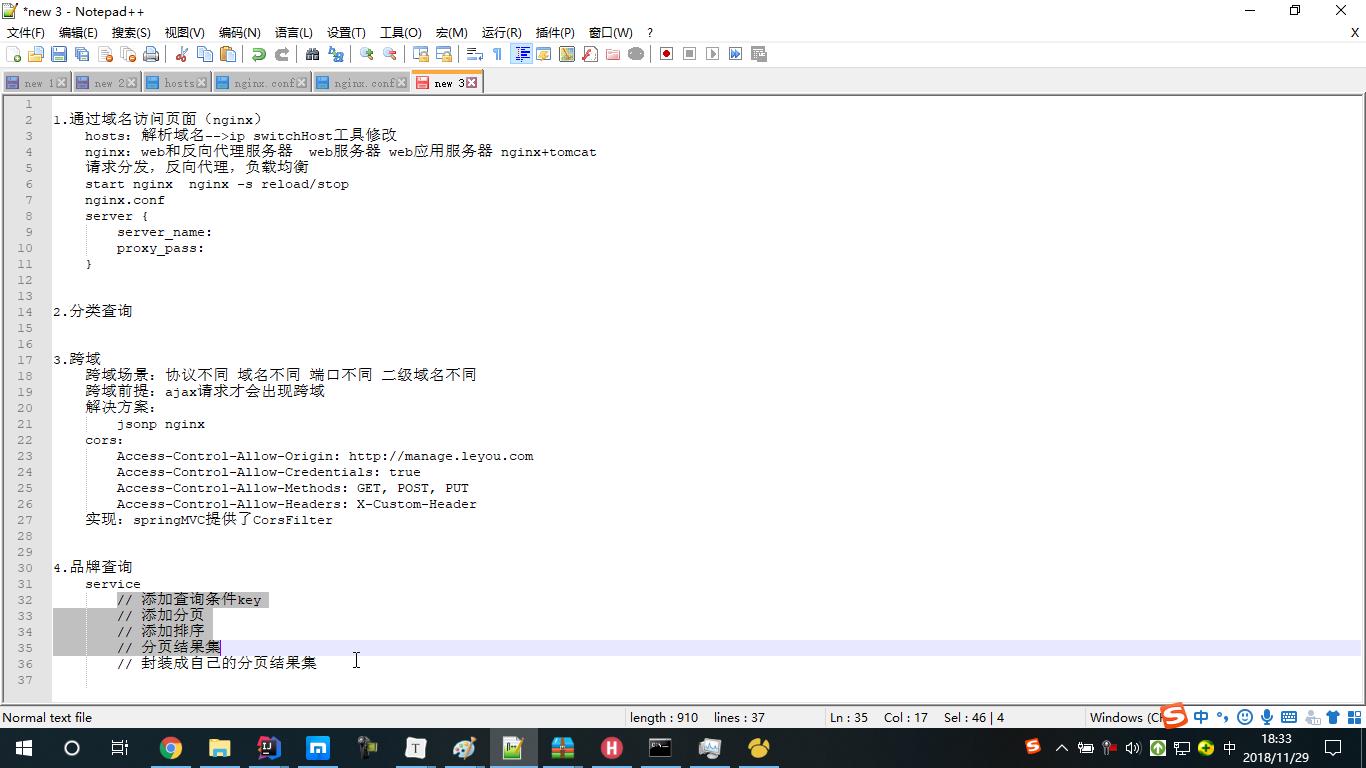 *new 3 - Notepad++
文件(F) 编辑(E) 搜索(S) 视图(V) 编码(N) 语言(L) 设置(T) 工具(O) 宏(M) 运行(R) 插件(P) 窗口(W) ? X
new 1 new 2 hosts nginx.conf nginx.conf new 3
1
2 1.通过域名访问页面（nginx）
3 hosts: 解析域名-->ip switchHost工具修改
4 nginx: web和反向代理服务器 web服务器 web应用服务器 nginx+tomcat
5 请求分发，反向代理，负载均衡
6 start nginx nginx -s reload/stop
7 nginx.conf
8 server {
9 server_name:
10 proxy_pass:
11 }
12
13
14 2.分类查询
15
16
17 3.跨域
18 跨域场景: 协议不同 域名不同 端口不同 二级域名不同
19 跨域前提: ajax请求才会出现跨域
20 解决方案:
21 jsonp nginx
22 cors:
23 Access-Control-Allow-Origin: http://manage.leyou.com
24 Access-Control-Allow-Credentials: true
25 Access-Control-Allow-Methods: GET, POST, PUT
26 Access-Control-Allow-Headers: X-Custom-Header
27 实现: springMVC提供了CorsFilter
28
29
30 4.品牌查询
31 service
32 // 添加查询条件key
33 // 添加分页
34 // 添加排序
35 // 分页结果集
36 // 封装成自己的分页结果集
37
Normal text file length : 910 lines : 37 Ln : 35 Col : 17 Sel : 46 | 4 Windows (C 中
中 18:33
2018/11/29